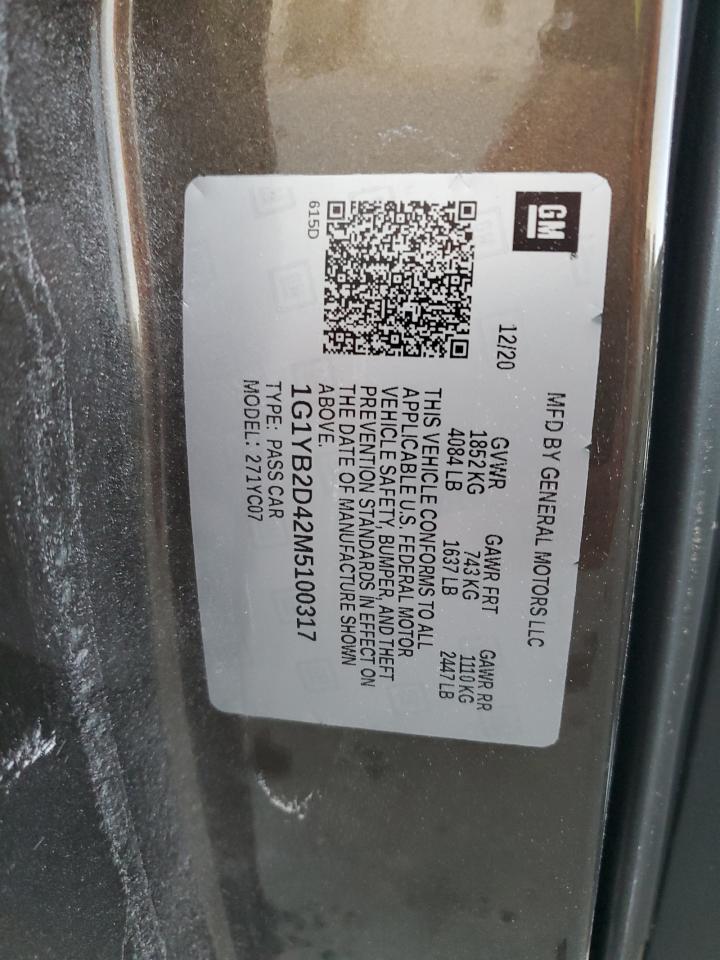 GM
MFD BY GENERAL MOTORS LLC
12/20
GVWR GAWR FRT GAWR RR
1852 KG 743 KG 1110 KG
4084 LB 1637 LB 2447 LB
THIS VEHICLE CONFORMS TO ALL
APPLICABLE U.S. FEDERAL MOTOR
VEHICLE SAFETY, BUMPER, AND THEFT
PREVENTION STANDARDS IN EFFECT ON
THE DATE OF MANUFACTURE SHOWN
ABOVE.
1G1YB2D42M5100317
TYPE: PASS CAR
MODEL: 271YC07
615D